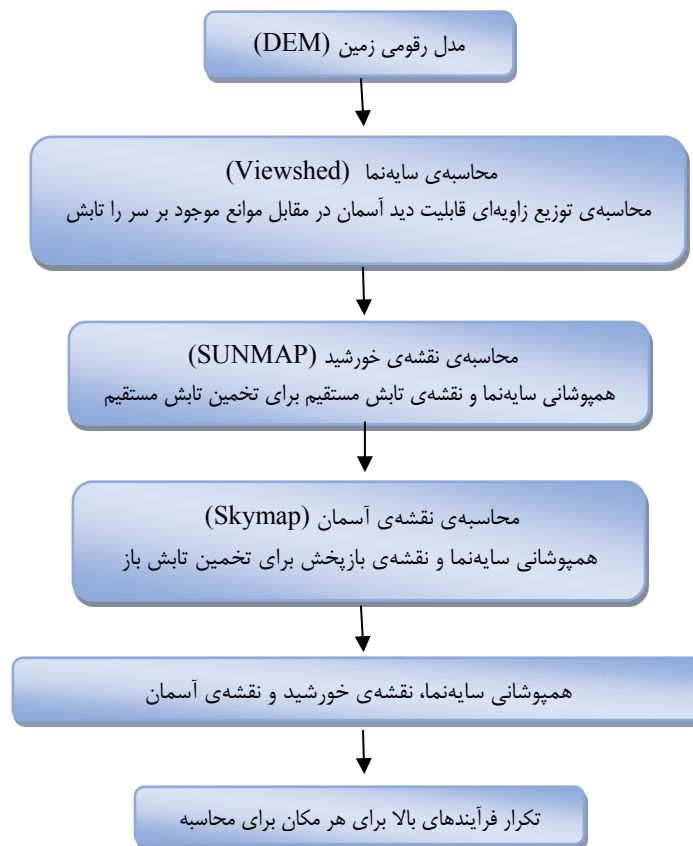 مدل رقومی زمین (DEM)
محاسبه‌ی سایه‌نما (Viewshed)
محاسبه‌ی توزیع زاویه‌ای قابلیت دید آسمان در مقابل موانع موجود بر سر را تابش
محاسبه‌ی نقشه‌ی خورشید (SUNMAP)
همپوشانی سایه‌نما و نقشه‌ی تابش مستقیم برای تخمین تابش مستقیم
محاسبه‌ی نقشه‌ی آسمان (Skymap)
همپوشانی سایه‌نما و نقشه‌ی بازپخش برای تخمین تابش باز
همپوشانی سایه‌نما، نقشه‌ی خورشید و نقشه‌ی آسمان
تکرار فرآیندهای بالا برای هر مکان برای محاسبه